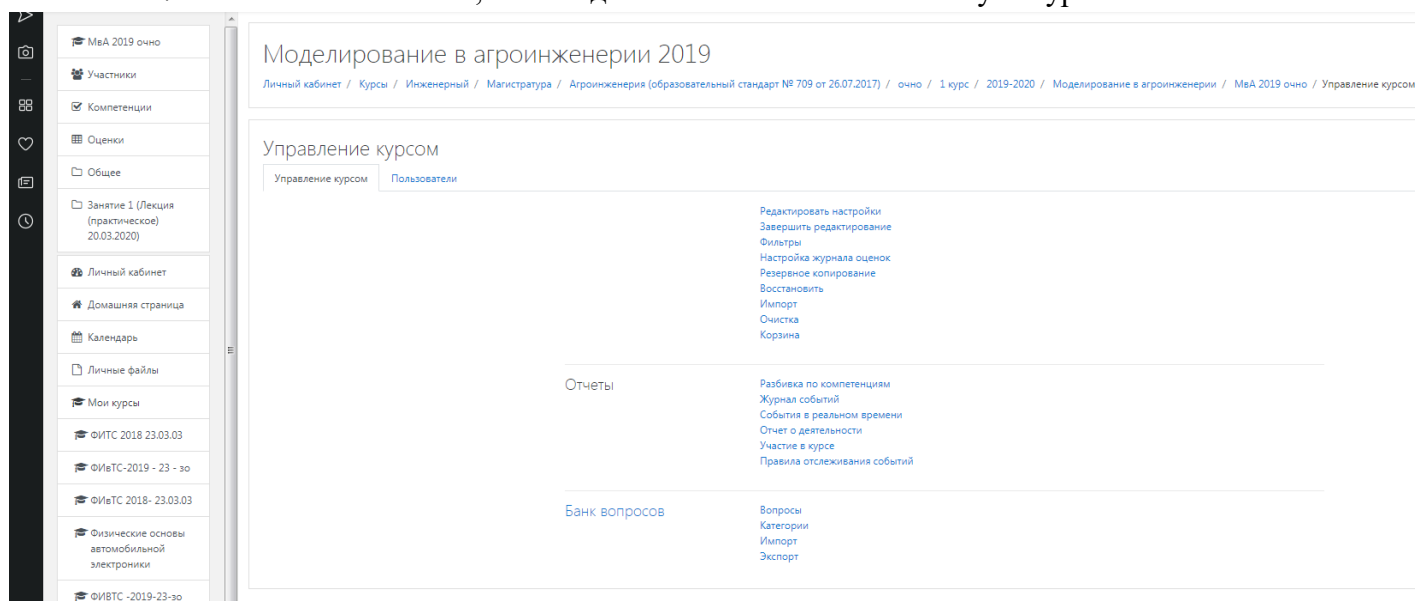 МвА 2019 очно
Участники
Компетенции
Оценки
Общее
Занятие 1 (Лекция
(практическое)
20.03.2020)
Личный кабинет
Домашняя страница
Календарь
Личные файлы
Мои курсы
ФИТС 2018 23.03.03
ФИвТС-2019 - 23 - зо
ФИвТС 2018- 23.03.03
Физические основы
автомобильной
электроники
ФИВТС -2019-23-зо
Моделирование в агроинженерии 2019
Личный кабинет / Курсы / Инженерный / Магистратура / Агроинженерия (образовательный стандарт № 709 от 26.07.2017) / очно / 1 курс / 2019-2020 / Моделирование в агроинженерии / МвА 2019 очно / Управление курсом
Управление курсом
Управление курсом Пользователи
Редактировать настройки
Завершить редактирование
Фильтры
Настройка журнала оценок
Резервное копирование
Восстановить
Импорт
Очистка
Корзина
Отчеты
Разбивка по компетенциям
Журнал событий
События в реальном времени
Отчет о деятельности
Участие в курсе
Правила отслеживания событий
Банк вопросов
Вопросы
Категории
Импорт
Экспорт